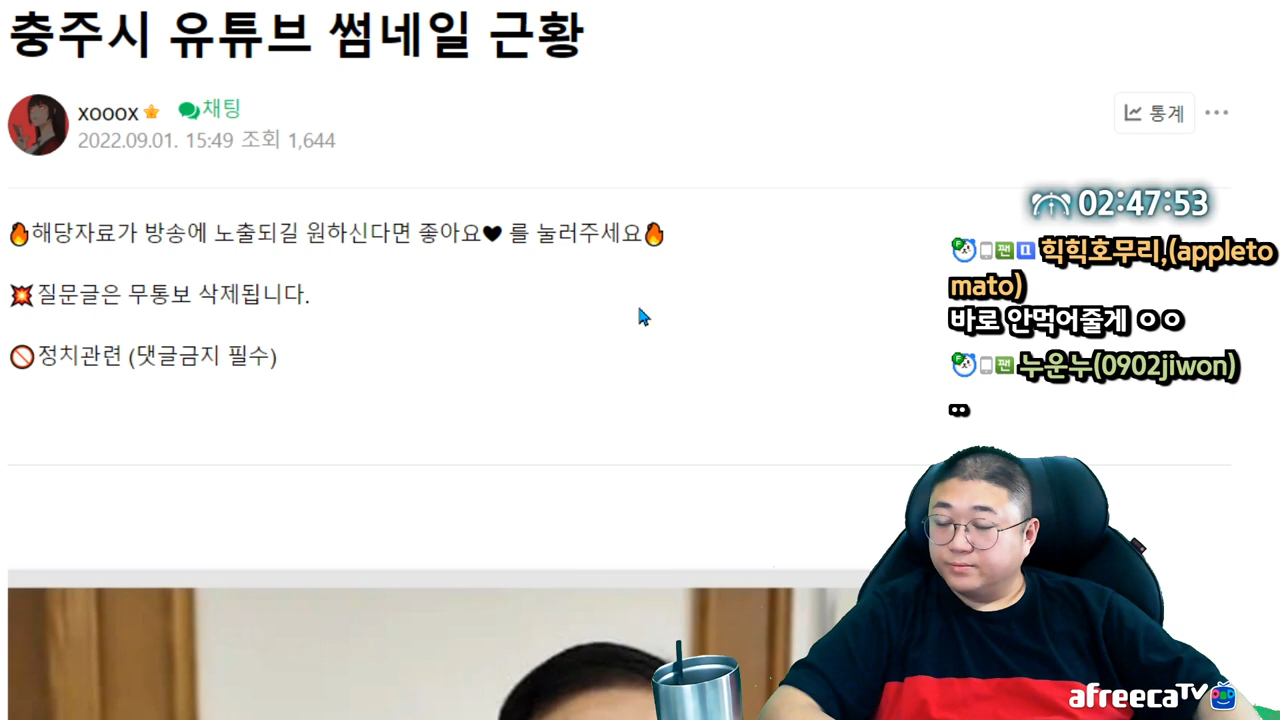 충주시 유튜브 썸네일 근황
xooox 채팅
2022.09.01. 15:49 조회 1,644
통계
02:47:53
🔥해당자료가 방송에 노출되길 원하신다면 좋아요🖤 를 눌러주세요🔥
힉힉호무리,(appleto
mato)
💥질문글은 무통보 삭제됩니다.
바로 안먹어줄게 ㅇㅇ
🚫정치관련 (댓글금지 필수)
누운누(0902jiwon)
afreecaTV